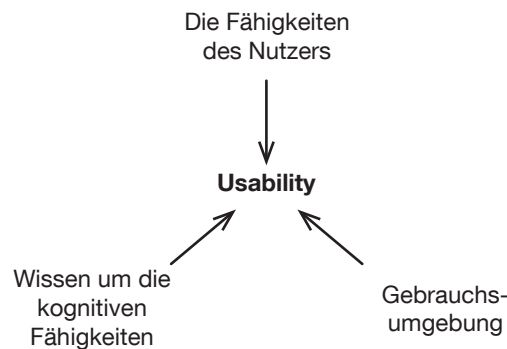 Die Fähigkeiten
des Nutzers
Usability
Wissen um die
kognitiven
Fähigkeiten
Gebrauchs-
umgebung